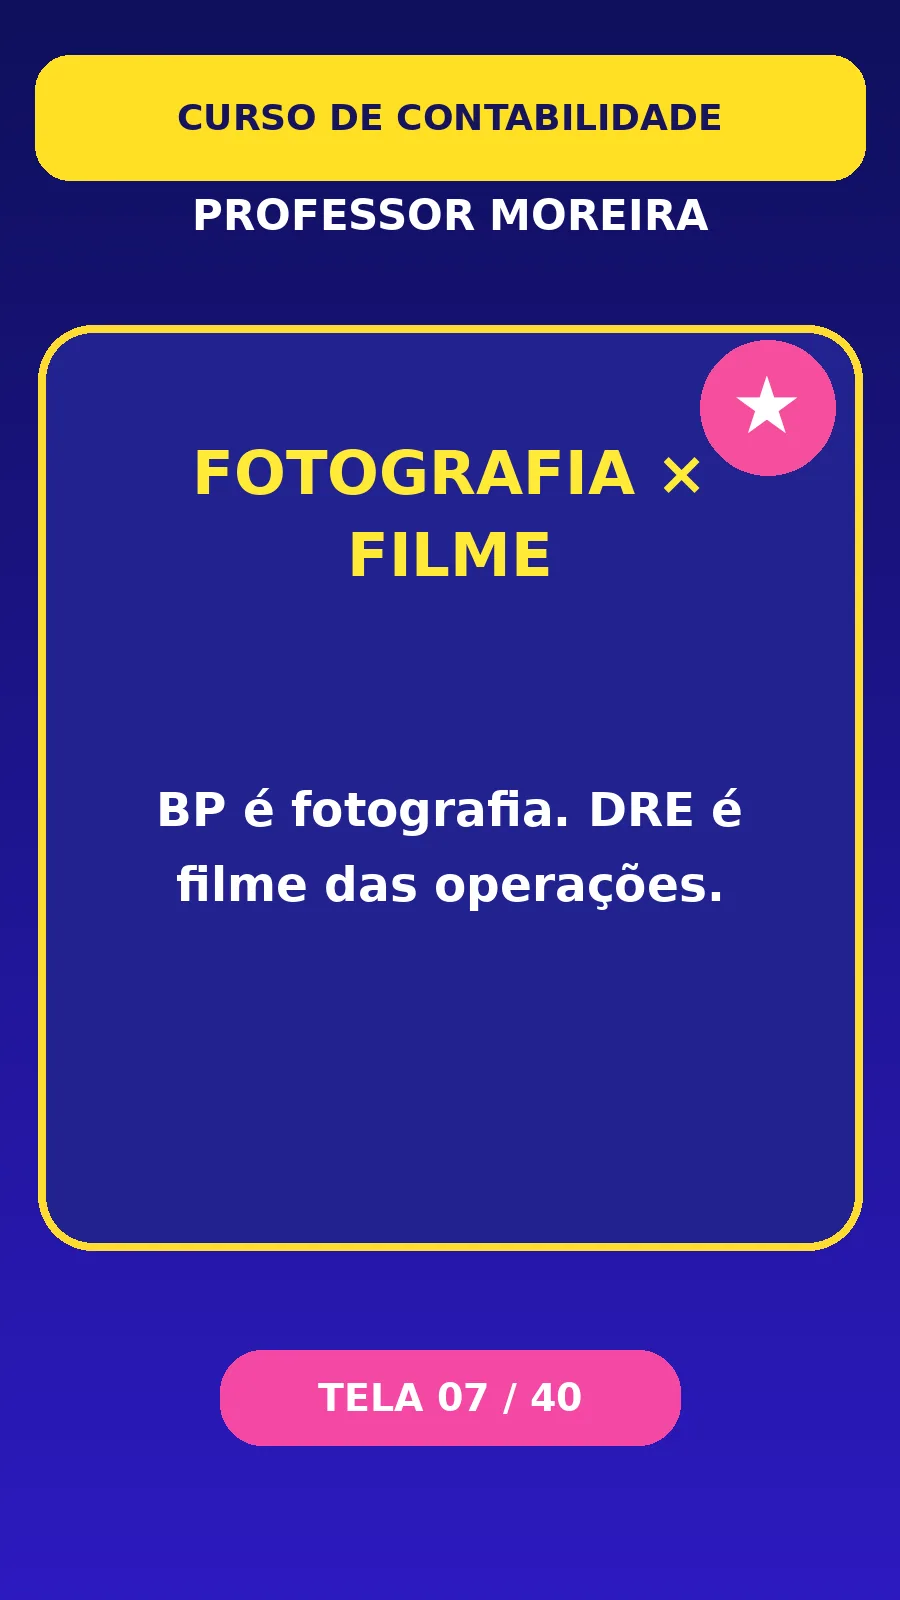 CURSO DE CONTABILIDADE
PROFESSOR MOREIRA
FOTOGRAFIA ×
FILME
BP é fotografia. DRE é
filme das operações.
TELA 07 / 40